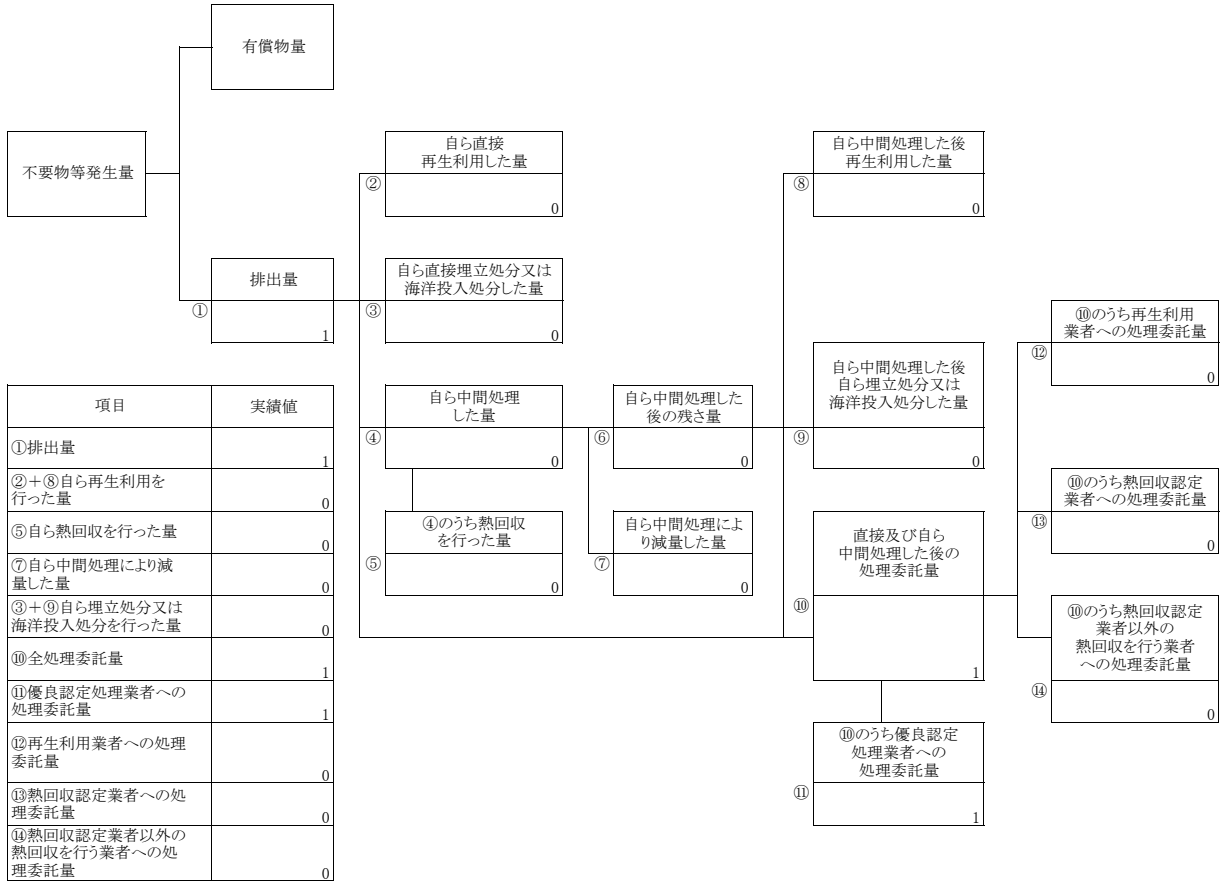 有償物量
不要物等発生量
自ら直接
再生利用した量
②
0
自ら中間処理した後
再生利用した量
⑧
0
排出量
①
1
自ら直接埋立処分又は
海洋投入処分した量
③
0
⑩のうち再生利用
業者への処理委託量
⑫
0
自ら中間処理した後
自ら埋立処分又は
海洋投入処分した量
⑨
0
自ら中間処理
した量
④
0
自ら中間処理した
後の残さ量
⑥
0
⑩のうち熱回収認定
業者への処理委託量
⑬
0
④のうち熱回収
を行った量
⑤
0
自ら中間処理によ
り減量した量
⑦
0
直接及び自ら
中間処理した後の
処理委託量
⑩
1
⑩のうち熱回収認定
業者以外の
熱回収を行う業者
への処理委託量
⑭
0
⑩のうち優良認定
処理業者への
処理委託量
⑪
1
項目 実績値
①排出量
1
②+⑧自ら再生利用を
行った量
0
⑤自ら熱回収を行った量
0
⑦自ら中間処理により減
量した量
0
③+⑨自ら埋立処分又は
海洋投入処分を行った量
0
⑩全処理委託量
1
⑪優良認定処理業者への
処理委託量
1
⑫再生利用業者への処理
委託量
0
⑬熱回収認定業者への処
理委託量
0
⑭熱回収認定業者以外の
熱回収を行う業者への処
理委託量
0